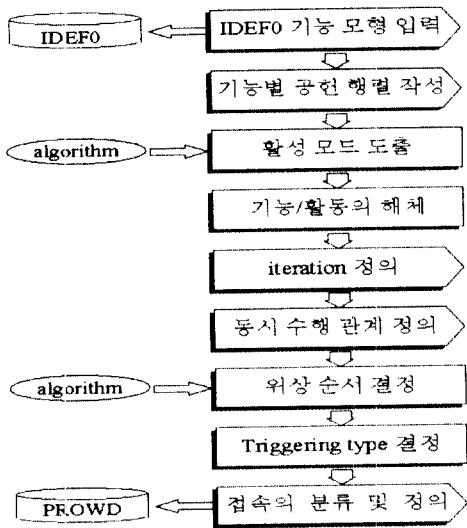 IDEF0
IDEF0 기능 모형 입력
기능별 공헌 행렬 작성
algorithm
활성 모드 도출
기능/활동의 해체
iteration 정의
동시 수행 관계 정의
algorithm
위상 순서 결정
Triggering type 결정
PROWD
접속의 분류 및 정의